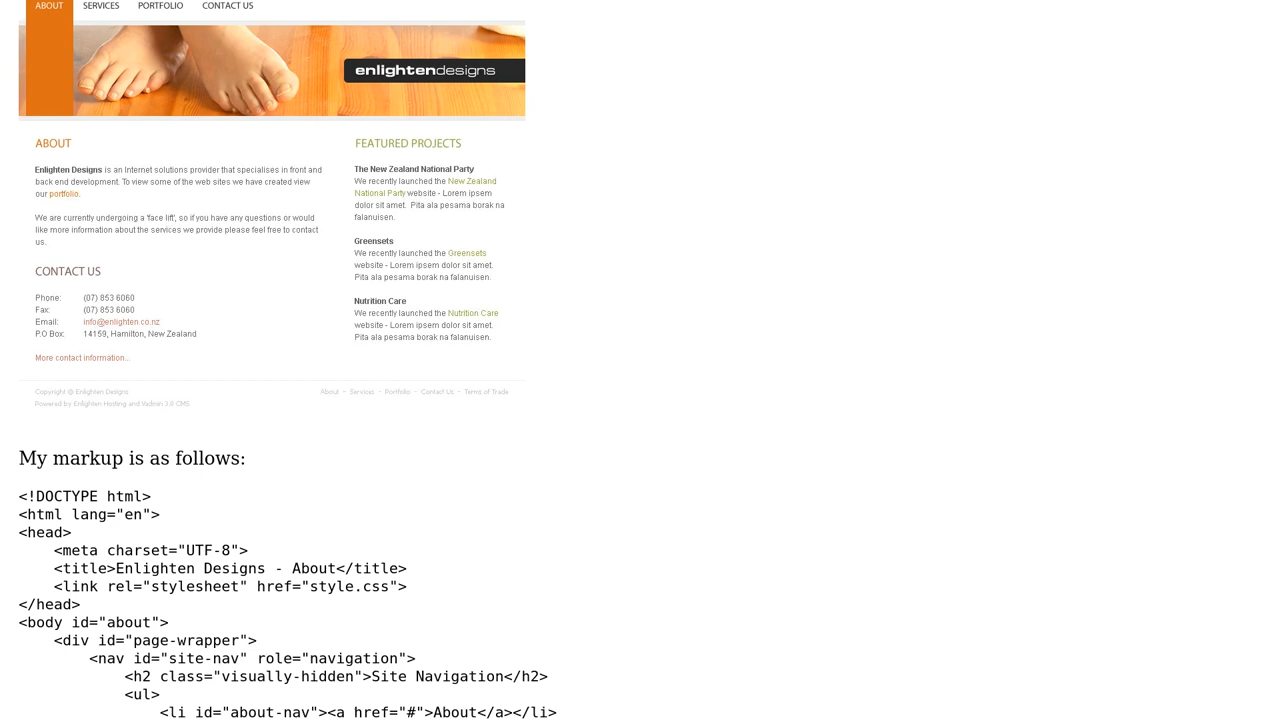 ABOUT SERVICES PORTFOLIO CONTACT US
enlightendesigns
ABOUT
Enlighten Designs is an Internet solutions provider that specialises in front and
back end development. To view some of the web sites we have created view
our portfolio.
We are currently undergoing a 'face lift', so if you have any questions or would
like more information about the services we provide please feel free to contact
us.
CONTACT US
Phone: (07) 853 6060
Fax: (07) 853 6060
Email: info@enlighten.co.nz
P.O Box: 14159, Hamilton, New Zealand
More contact information...
FEATURED PROJECTS
The New Zealand National Party
We recently launched the New Zealand
National Party website - Lorem ipsem
dolor sit amet. Pita ala pesama borak na
falanuisen.
Greensets
We recently launched the Greensets
website - Lorem ipsem dolor sit amet.
Pita ala pesama borak na falanuisen.
Nutrition Care
We recently launched the Nutrition Care
website - Lorem ipsem dolor sit amet.
Pita ala pesama borak na falanuisen.
Copyright @ Enlighten Designs
Powered by Enlighten Hosting and Vadion 3.0 CMS
About - Services - Portfolio - Contact Us - Terms of Trade
My markup is as follows:
<!DOCTYPE html>
<html lang="en">
<head>
    <meta charset="UTF-8">
    <title>Enlighten Designs - About</title>
    <link rel="stylesheet" href="style.css">
</head>
<body id="about">
    <div id="page-wrapper">
        <nav id="site-nav" role="navigation">
            <h2 class="visually-hidden">Site Navigation</h2>
            <ul>
                <li id="about-nav"><a href="#">About</a></li>